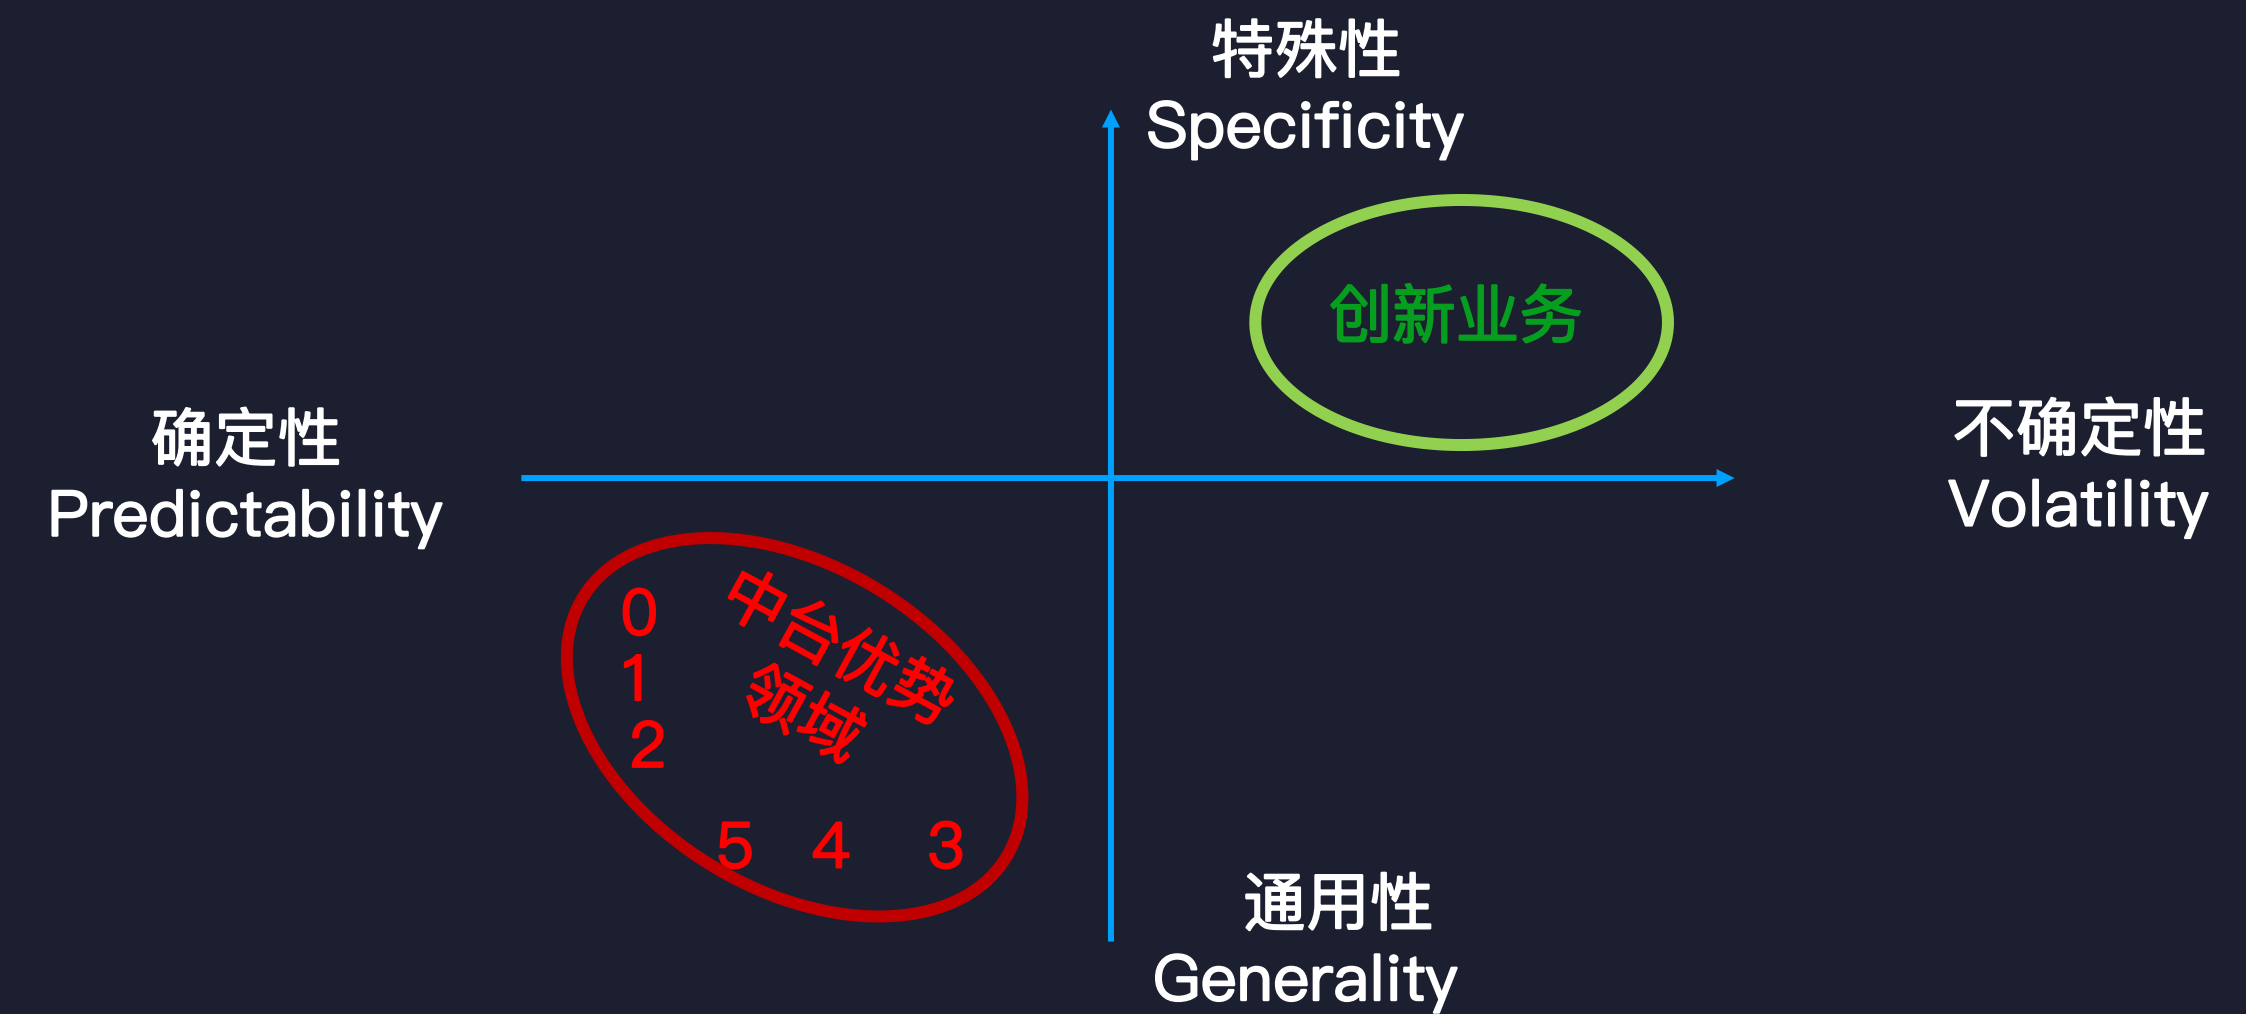 特殊性
Specificity
创新业务
确定性
Predictability
不确定性
Volatility
0
1
2
中台优势
领域
5 4 3
通用性
Generality